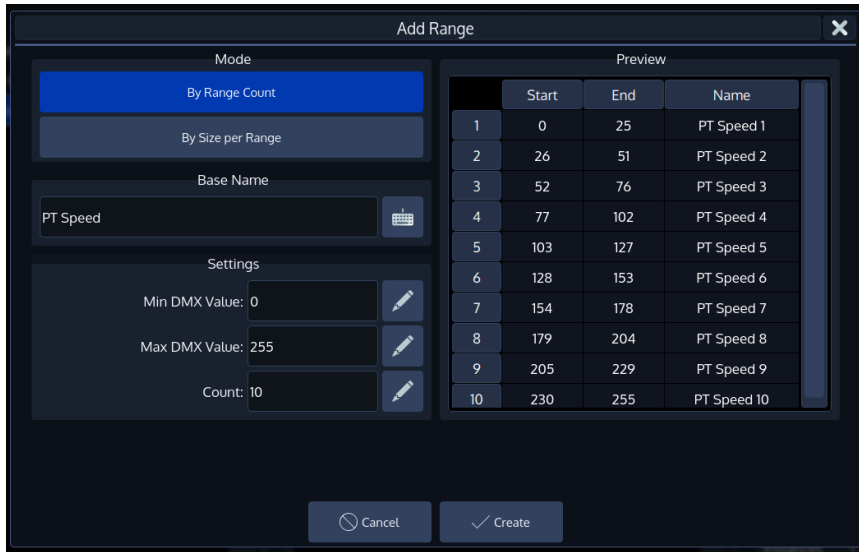 Add Range
Mode
By Range Count
By Size per Range
Base Name
PT Speed
Settings
Min DMX Value: 0
Max DMX Value: 255
Count: 10
Preview
Start End Name
1 0 25 PT Speed 1
2 26 51 PT Speed 2
3 52 76 PT Speed 3
4 77 102 PT Speed 4
5 103 127 PT Speed 5
6 128 153 PT Speed 6
7 154 178 PT Speed 7
8 179 204 PT Speed 8
9 205 229 PT Speed 9
10 230 255 PT Speed 10
Cancel Create